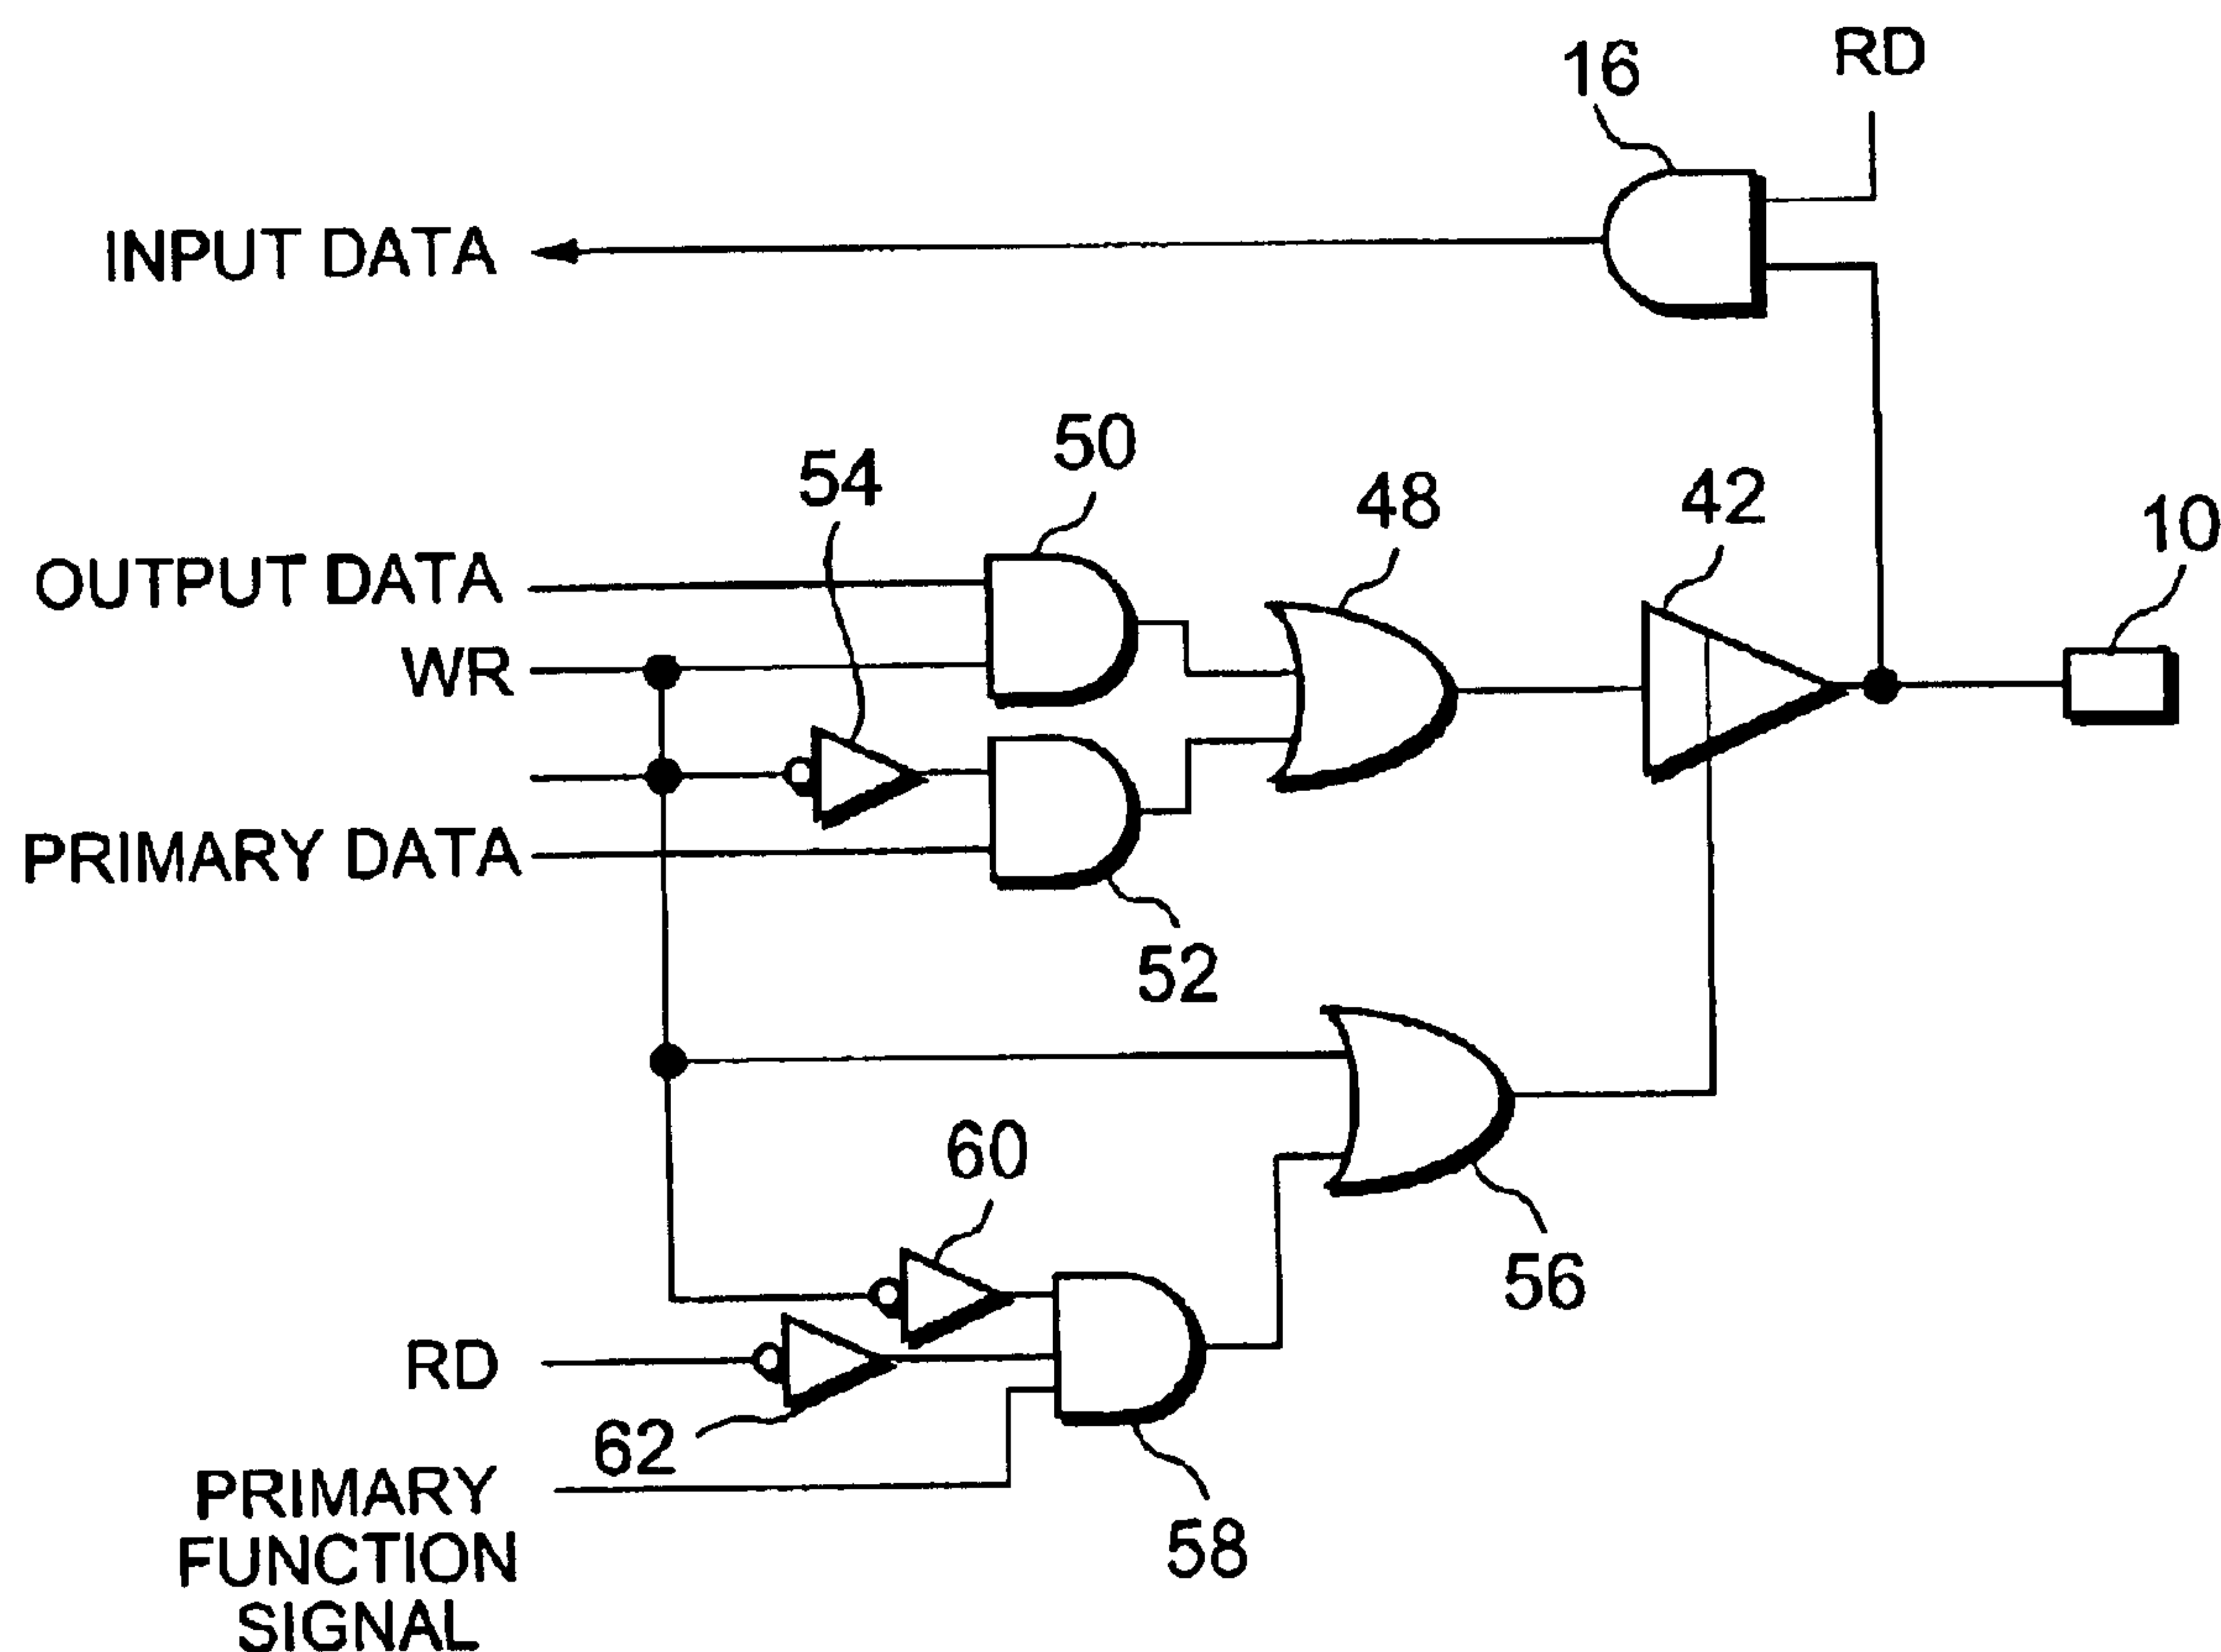 RD
16
INPUT DATA
50
54
48
42
10
OUTPUT DATA
WR
PRIMARY DATA
52
60
56
RD
62
PRIMARY
FUNCTION
SIGNAL
58